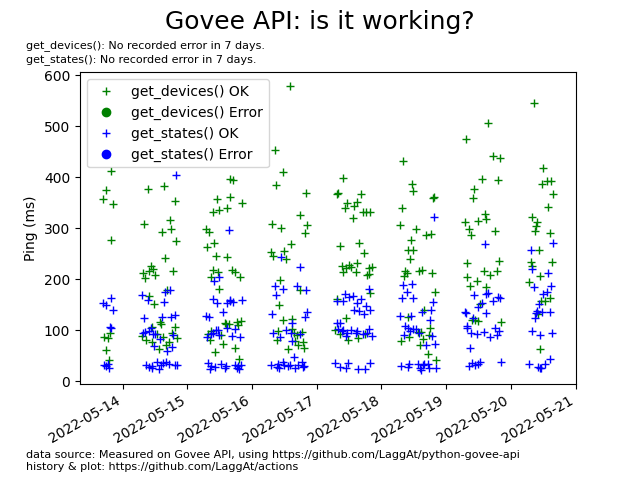 Govee API: is it working?
get_devices(): No recorded error in 7 days.
get_states(): No recorded error in 7 days.
get_devices() OK
get_devices() Error
get_states() OK
get_states() Error
Ping (ms)
600
500
400
300
200
100
0
2022-05-14
2022-05-15
2022-05-16
2022-05-17
2022-05-18
2022-05-19
2022-05-20
2022-05-21
data source: Measured on Govee API, using https://github.com/LaggAt/python-govee-api
history & plot: https://github.com/LaggAt/actions